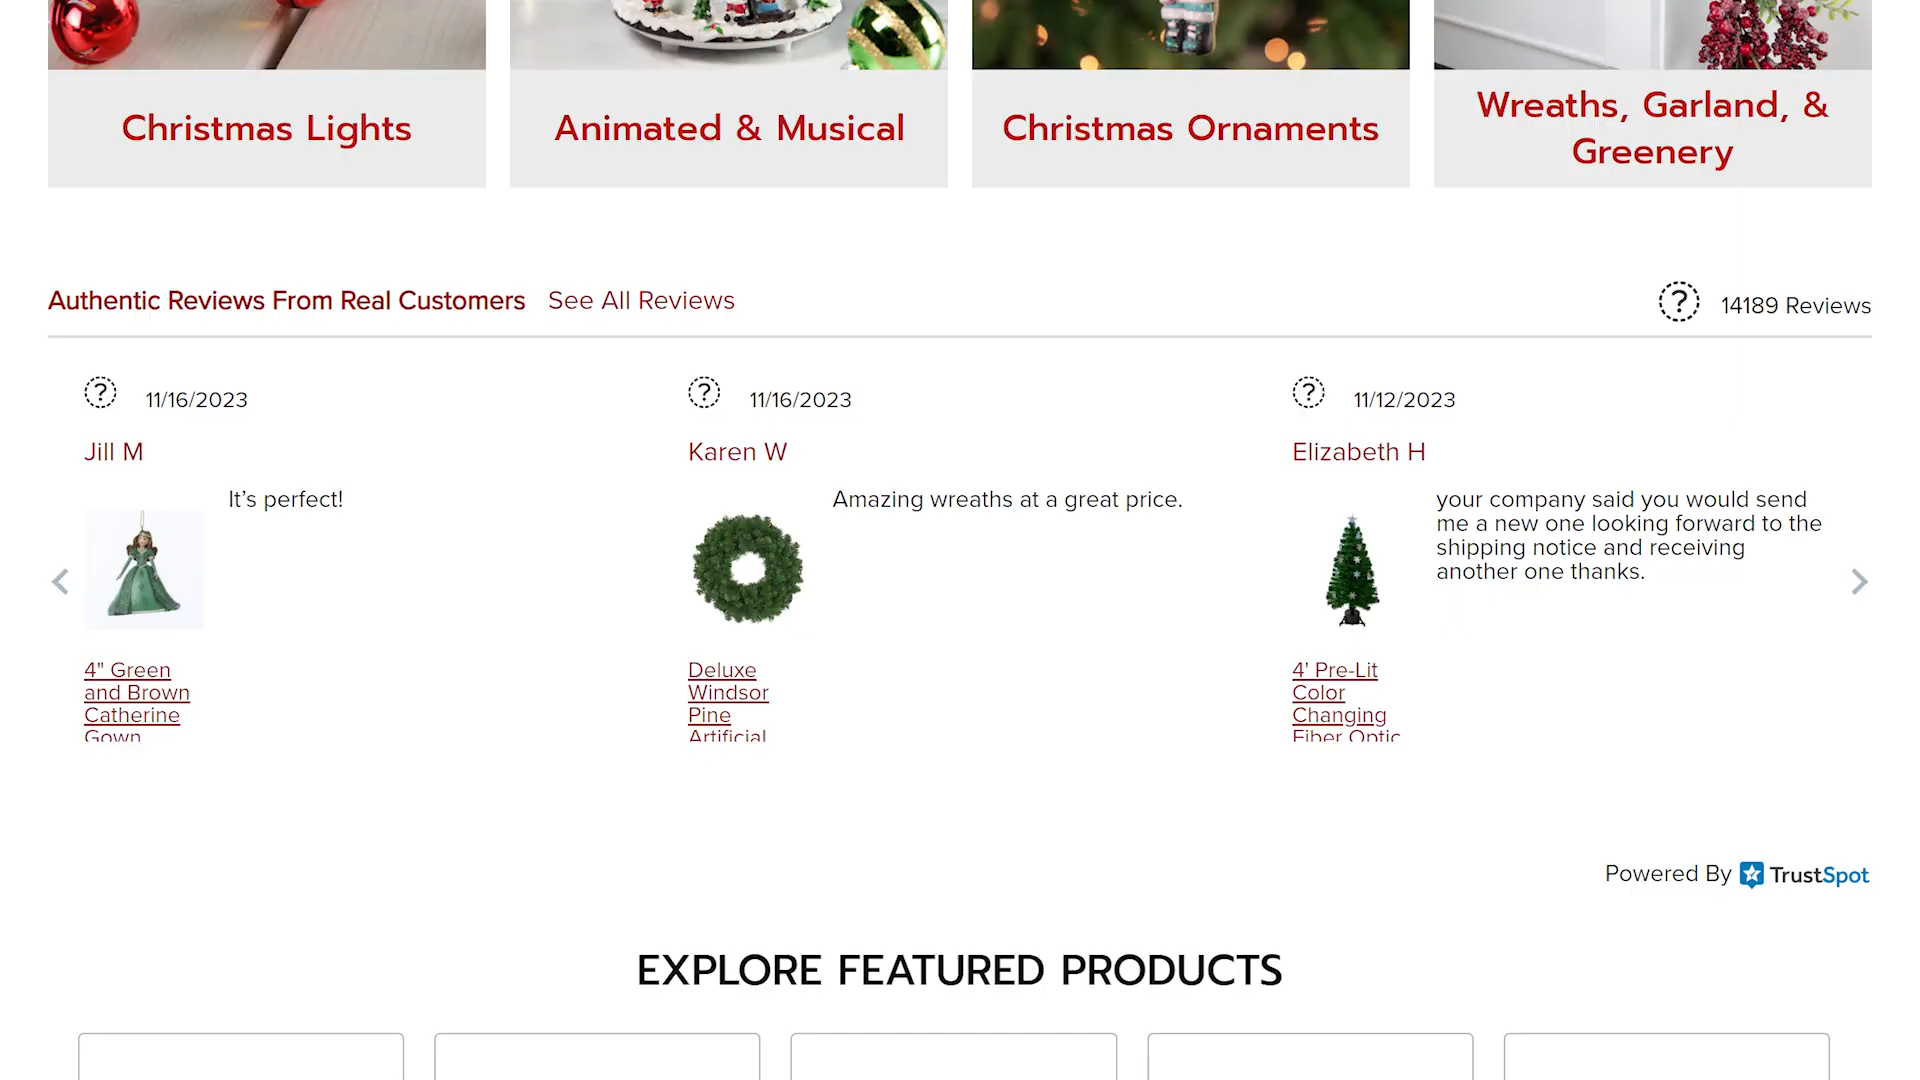 Christmas Lights
Animated & Musical
Christmas Ornaments
Wreaths, Garland, &
Greenery
Authentic Reviews From Real Customers
See All Reviews
14189 Reviews
11/16/2023
Jill M
It’s perfect!
4" Green
and Brown
Catherine
Gown
11/16/2023
Karen W
Amazing wreaths at a great price.
Deluxe
Windsor
Pine
Artificial
11/12/2023
Elizabeth H
your company said you would send
me a new one looking forward to the
shipping notice and receiving
another one thanks.
4' Pre-Lit
Color
Changing
Fiber Optic
Powered By TrustSpot
EXPLORE FEATURED PRODUCTS